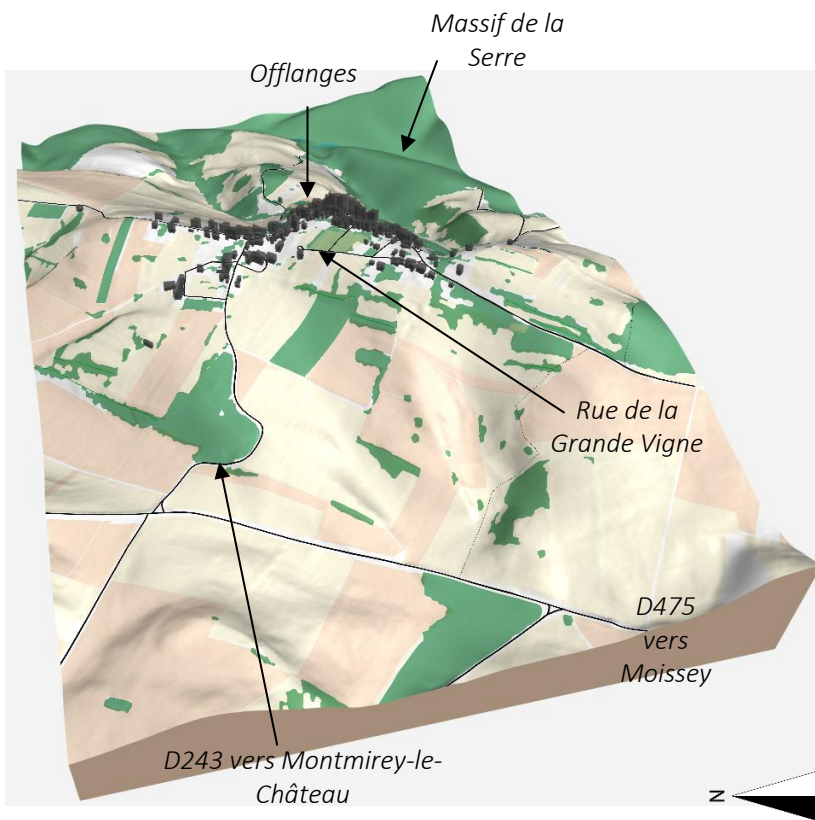 Massif de la
Serre
Offlanges
Rue de la
Grande Vigne
D475
vers
Moissey
D243 vers Montmirey-le-
Château
N